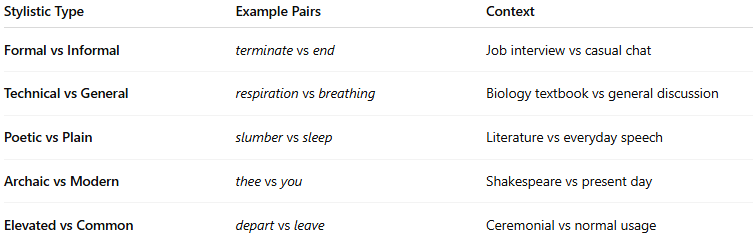 Stylistic Type Example Pairs Context
Formal vs Informal terminate vs end Job interview vs casual chat
Technical vs General respiration vs breathing Biology textbook vs general discussion
Poetic vs Plain slumber vs sleep Literature vs everyday speech
Archaic vs Modern thee vs you Shakespeare vs present day
Elevated vs Common depart vs leave Ceremonial vs normal usage